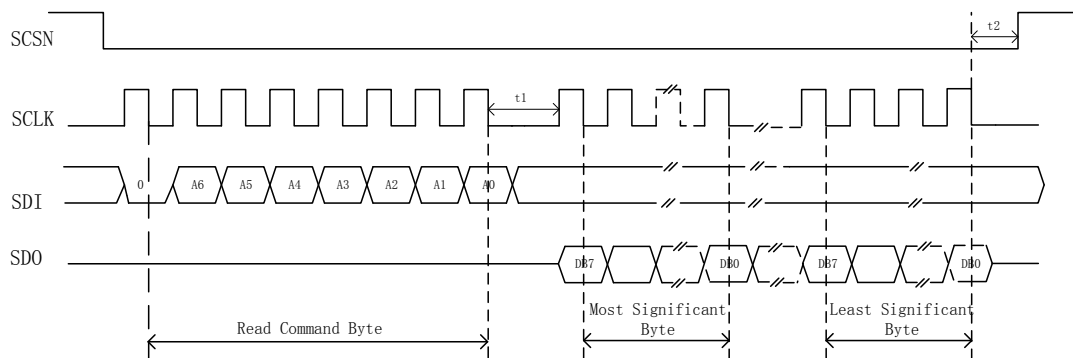 SCSN
t2
SCLK
t1
SDI
0
A6
A5
A4
A3
A2
A1
A0
SDO
DB7
DB0
DB7
DB0
Read Command Byte
Most Significant
Byte
Least Significant
Byte